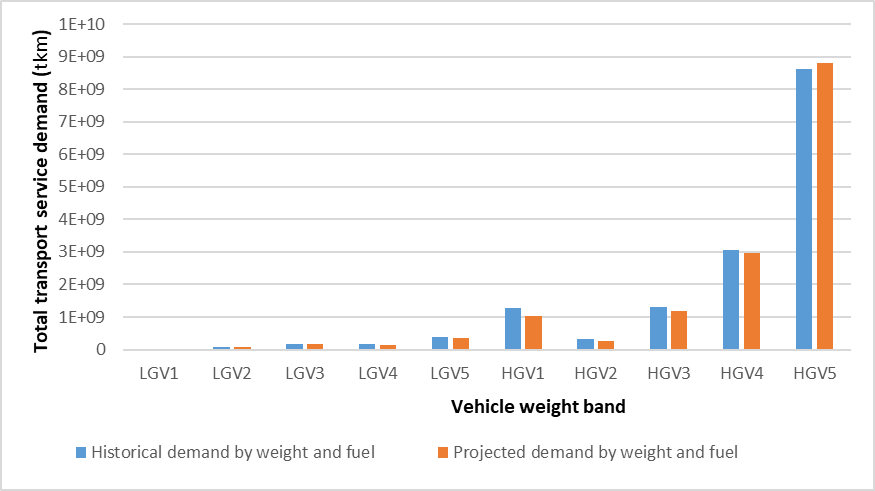 1E+10
9E+09
8E+09
7E+09
6E+09
5E+09
4E+09
3E+09
2E+09
1E+09
0
Total transport service demand (tkm)
LGV1 LGV2 LGV3 LGV4 LGV5 HGV1 HGV2 HGV3 HGV4 HGV5
Vehicle weight band
Historical demand by weight and fuel
Projected demand by weight and fuel